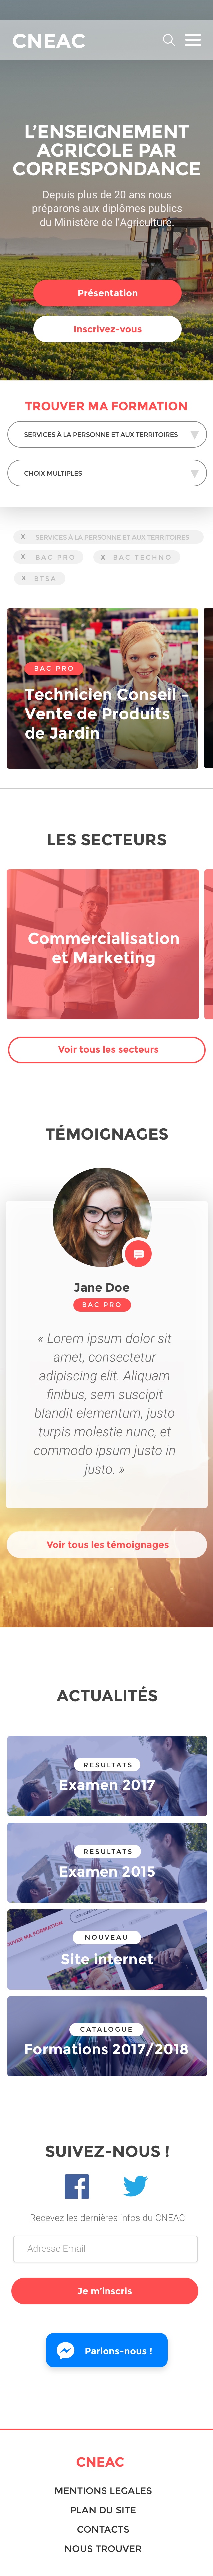 CNEAC
L'ENSEIGNEMENT
AGRICOLE PAR
CORRESPONDANCE
Depuis plus de 20 ans nous
préparons aux diplômes publics
du Ministère de l'Agriculture.
Présentation
Inscrivez-vous
TROUVER MA FORMATION
SERVICES À LA PERSONNE ET AUX TERRITOIRES
CHOIX MULTIPLES
X SERVICES À LA PERSONNE ET AUX TERRITOIRES
X BAC PRO X BAC TECHNO
X BTSA
BAC PRO
Technicien Conseil -
Vente de Produits
de Jardin
LES SECTEURS
Commercialisation
et Marketing
Voir tous les secteurs
TÉMOIGNAGES
Jane Doe
BAC PRO
« Lorem ipsum dolor sit
amet, consectetur
adipiscing elit. Aliquam
finibus, sem suscipit
blandit elementum, justo
turpis molestie nunc, et
commodo ipsum justo in
justo. »
Voir tous les témoignages
ACTUALITÉS
RESULTATS
Examen 2017
RESULTATS
Examen 2015
OUVER MA FORMATION
NOUVEAU
Site internet
CATALOGUE
Formations 2017/2018
SUIVEZ-NOUS !
Recevez les dernières infos du CNEAC
Adresse Email
Je m'inscris
Parlons-nous !
CNEAC
MENTIONS LEGALES
PLAN DU SITE
CONTACTS
NOUS TROUVER